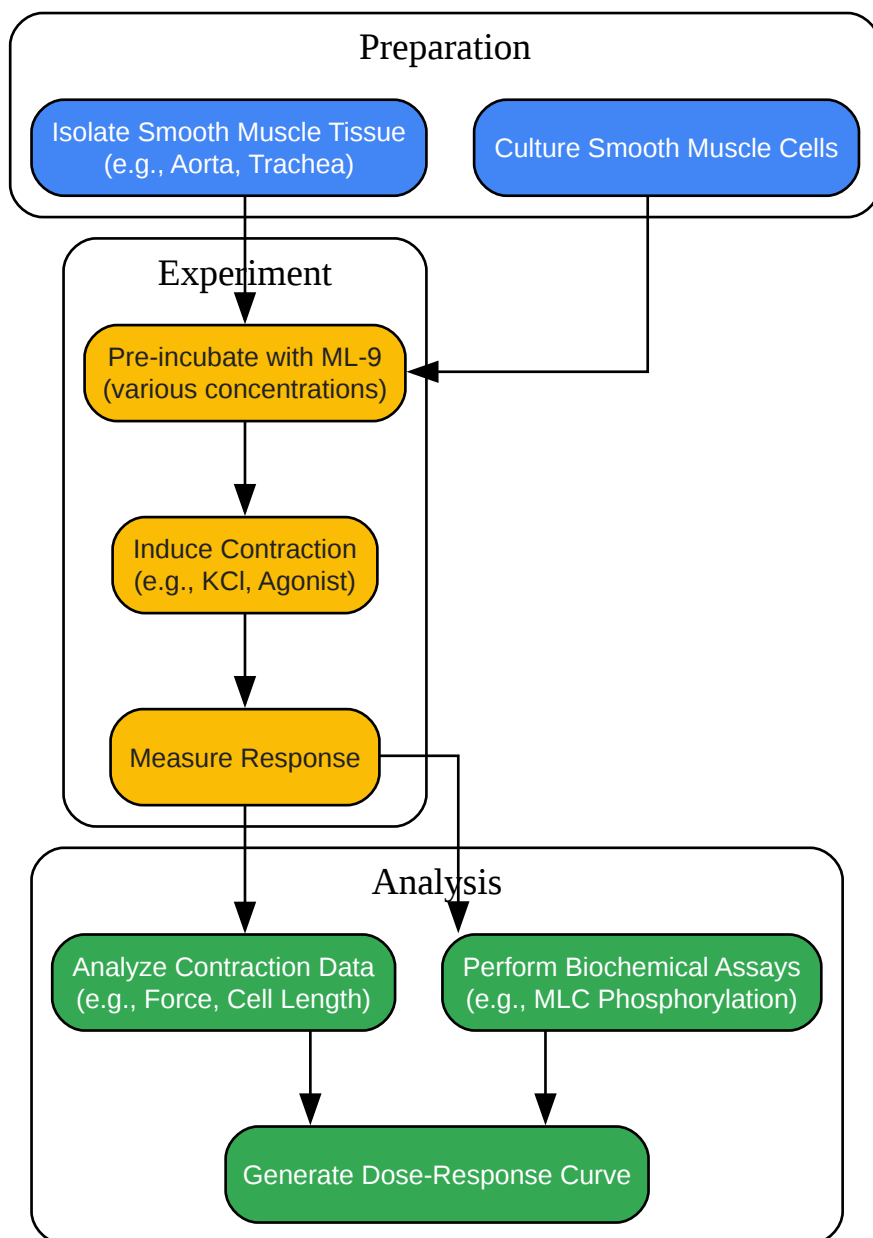 Preparation
Isolate Smooth Muscle Tissue
(e.g., Aorta, Trachea)
Culture Smooth Muscle Cells
Experiment
Pre-incubate with ML-9
(various concentrations)
Induce Contraction
(e.g., KCl, Agonist)
Measure Response
Analysis
Analyze Contraction Data
(e.g., Force, Cell Length)
Perform Biochemical Assays
(e.g., MLC Phosphorylation)
Generate Dose-Response Curve